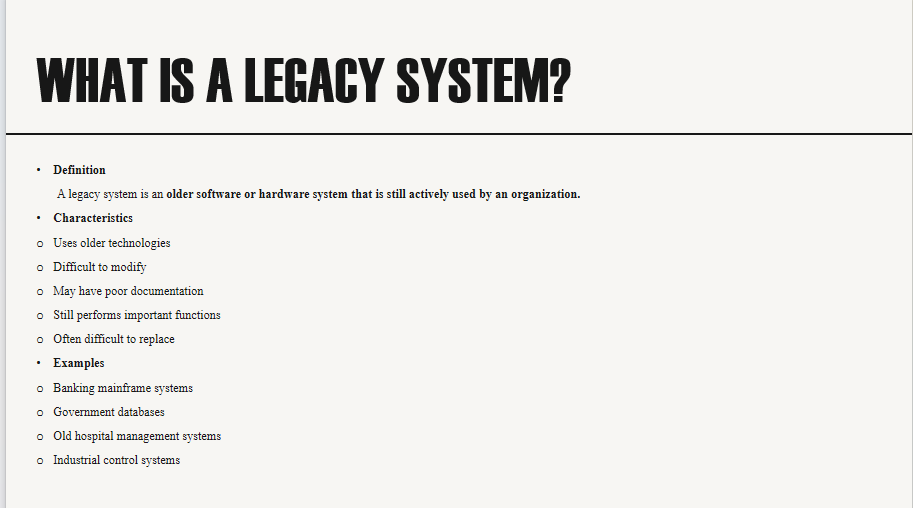 WHAT IS A LEGACY SYSTEM?
• Definition
A legacy system is an older software or hardware system that is still actively used by an organization.
• Characteristics
o Uses older technologies
o Difficult to modify
o May have poor documentation
o Still performs important functions
o Often difficult to replace
• Examples
o Banking mainframe systems
o Government databases
o Old hospital management systems
o Industrial control systems